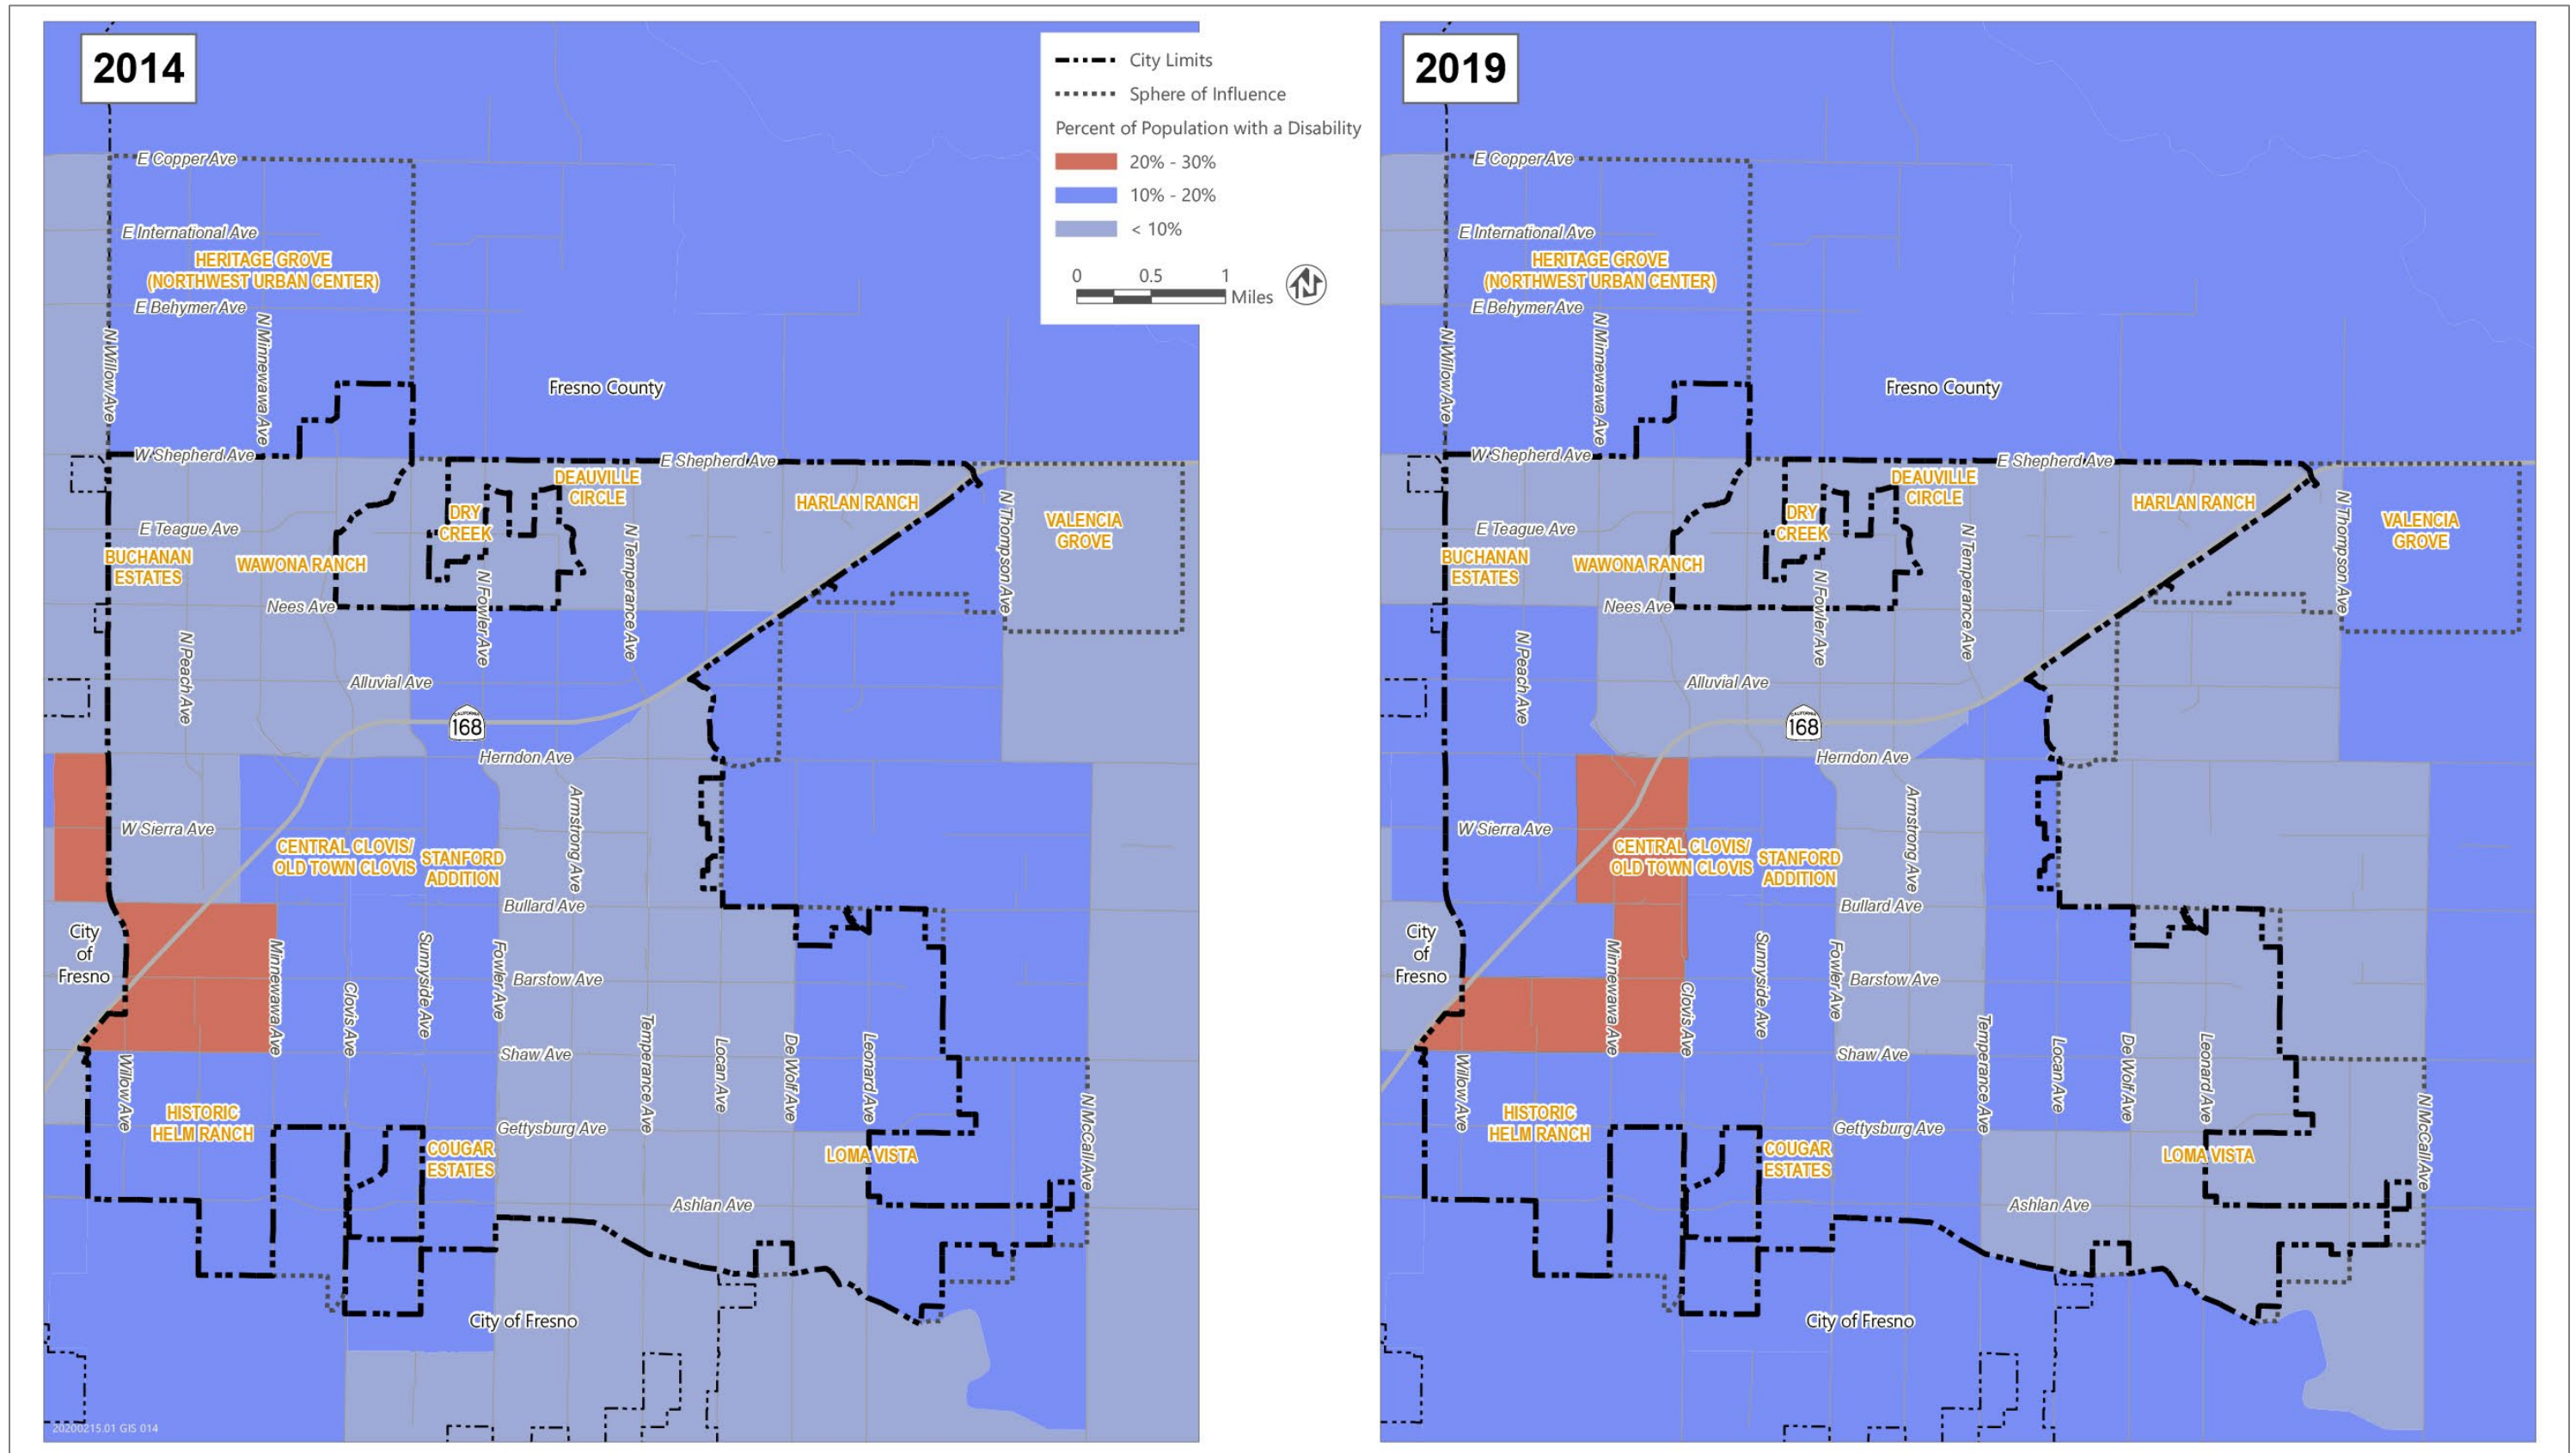 2014
E Copper Ave
E International Ave
HERITAGE GROVE
(NORTHWEST URBAN CENTER)
E Behymer Ave
N Willow Ave
N Minnewawa Ave
Fresno County
W Shepherd Ave
E Shepherd Ave
DEAUVILLE
CIRCLE
DRY
CREEK
HARLAN RANCH
N Thompson Ave
VALENCIA
GROVE
E Teague Ave
BUCHANAN
ESTATES
WAWONA RANCH
N Temperance Ave
N Fowler Ave
Nees Ave
N Peach Ave
Alluvial Ave
CALIFORNIA
168
Herndon Ave
Armstrong Ave
W Sierra Ave
CENTRAL CLOVIS/
OLD TOWN CLOVIS
STANFORD
ADDITION
Bullard Ave
City
of
Fresno
Minnewawa Ave
Clovis Ave
Sunnyside Ave
Fowler Ave
Barstow Ave
Shaw Ave
Willow Ave
Temperance Ave
Locan Ave
De Wolf Ave
Leonard Ave
N McCall Ave
HISTORIC
HELM RANCH
Gettysburg Ave
COUGAR
ESTATES
LOMA VISTA
Ashlan Ave
City of Fresno
20200215.01 GIS 014
City Limits
Sphere of Influence
Percent of Population with a Disability
20% - 30%
10% - 20%
< 10%
0 0.5 1
Miles
N
2019
E Copper Ave
E International Ave
HERITAGE GROVE
(NORTHWEST URBAN CENTER)
E Behymer Ave
N Willow Ave
N Minnewawa Ave
Fresno County
W Shepherd Ave
E Shepherd Ave
DEAUVILLE
CIRCLE
DRY
CREEK
HARLAN RANCH
N Thompson Ave
VALENCIA
GROVE
E Teague Ave
BUCHANAN
ESTATES
WAWONA RANCH
N Temperance Ave
N Fowler Ave
Nees Ave
N Peach Ave
Alluvial Ave
CALIFORNIA
168
Herndon Ave
Armstrong Ave
W Sierra Ave
CENTRAL CLOVIS/
OLD TOWN CLOVIS
STANFORD
ADDITION
Bullard Ave
City
of
Fresno
Minnewawa Ave
Clovis Ave
Sunnyside Ave
Fowler Ave
Barstow Ave
Shaw Ave
Willow Ave
Temperance Ave
Locan Ave
De Wolf Ave
Leonard Ave
N McCall Ave
HISTORIC
HELM RANCH
Gettysburg Ave
COUGAR
ESTATES
LOMA VISTA
Ashlan Ave
City of Fresno